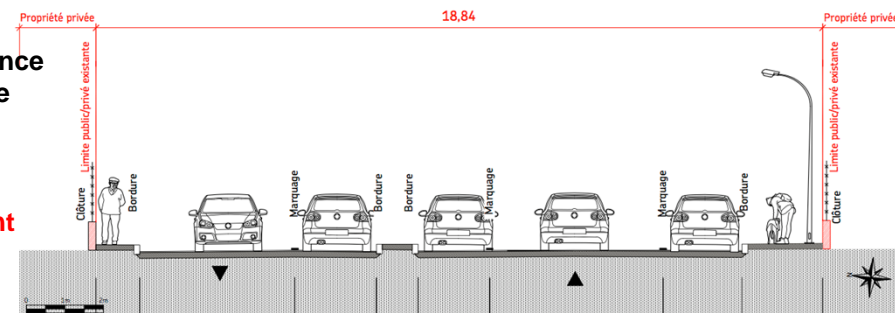 Propriété privée
18,84
Propriété privée
nce
e
nt
Limite public/privé existante
Clôture
Bordure
Marquage
Bordure
Bordure
Marquage
Marquage
Bordure
Limite public/privé existante
Clôture
0 1m 2m
N